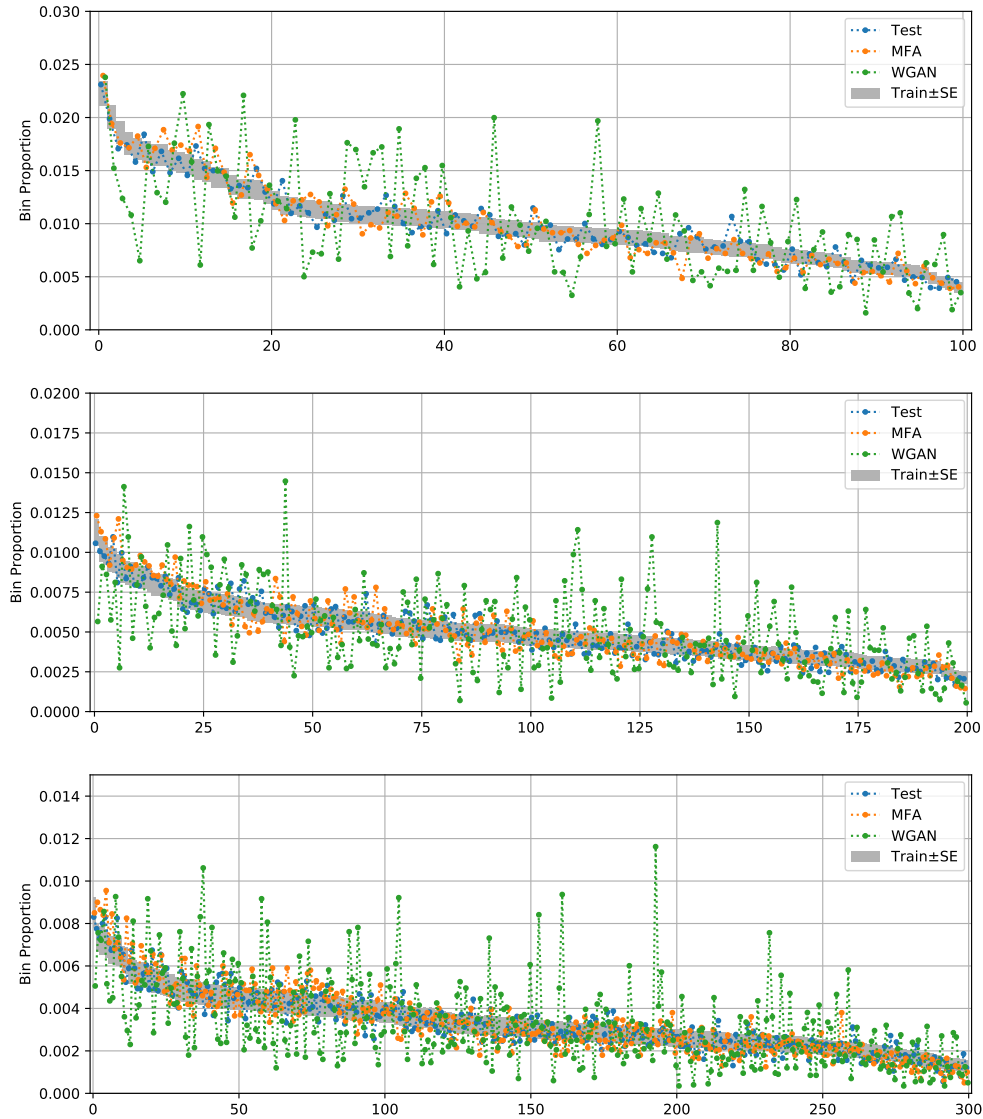 0.030
0.025
0.020
0.015
0.010
0.005
0.000
Bin Proportion
Test
MFA
WGAN
Train±SE
0 20 40 60 80 100
0.0200
0.0175
0.0150
0.0125
0.0100
0.0075
0.0050
0.0025
0.0000
Bin Proportion
Test
MFA
WGAN
Train±SE
0 25 50 75 100 125 150 175 200
0.014
0.012
0.010
0.008
0.006
0.004
0.002
0.000
Bin Proportion
Test
MFA
WGAN
Train±SE
0 50 100 150 200 250 300